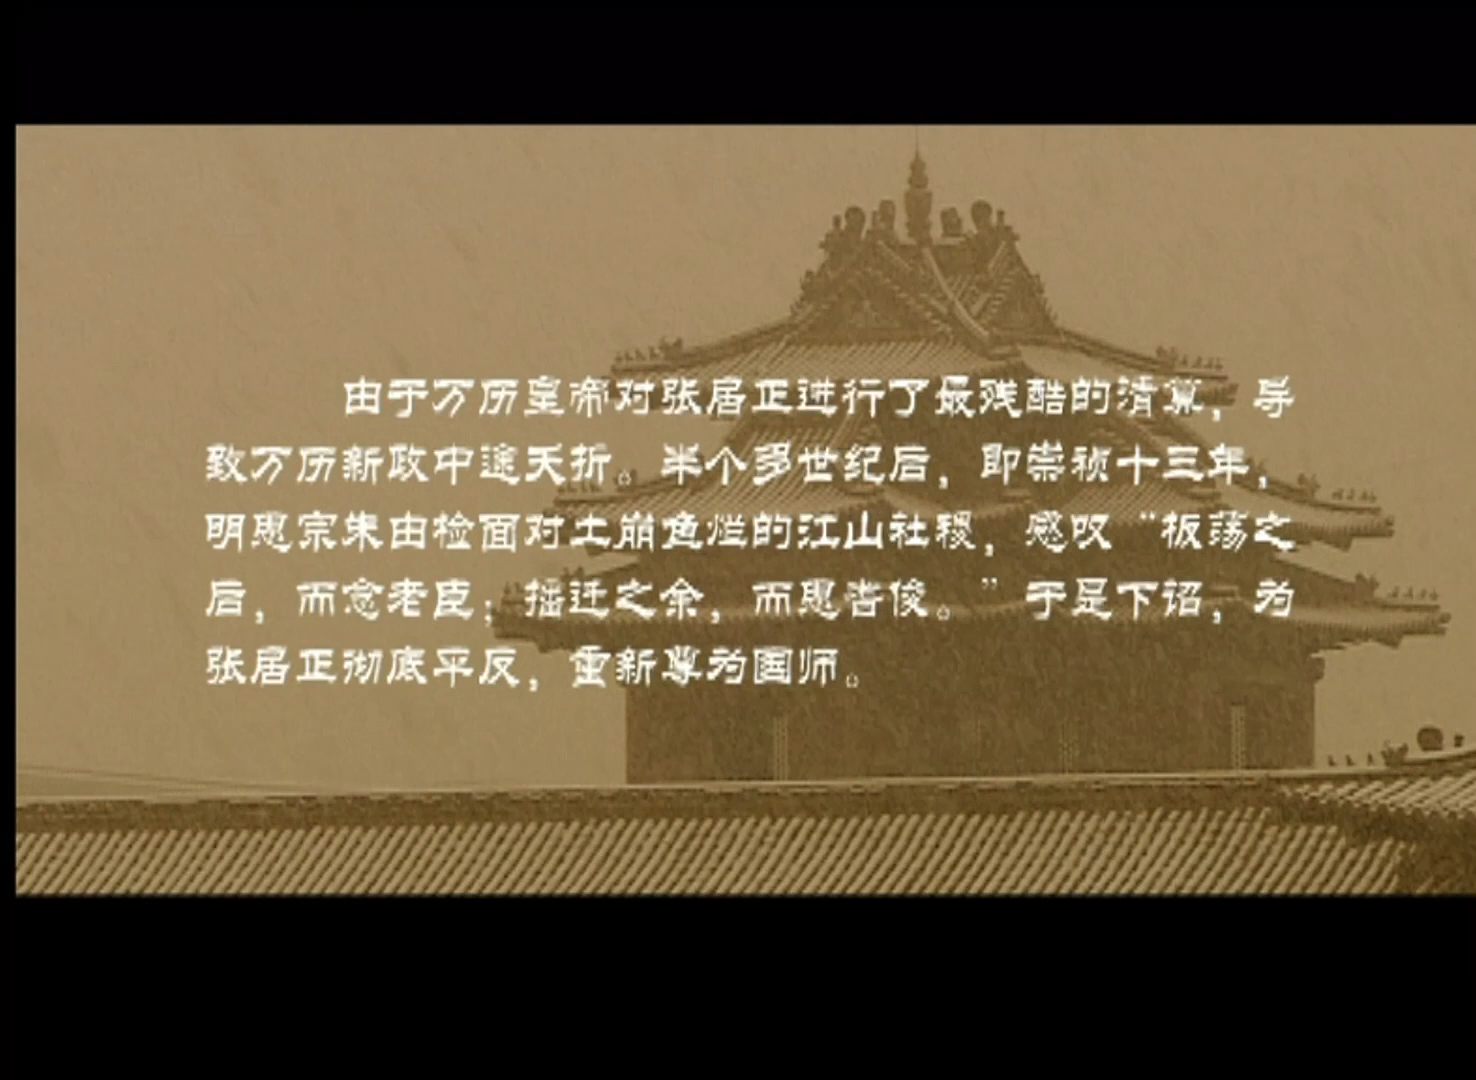 由于万历皇帝对张居正进行了最残酷的清算，导
致万历新政中途夭折。半个多世纪后，即崇祯十三年，
明思宗朱由检面对土崩鱼烂的江山社稷，感叹“板荡之
后，而念老臣；播迁之余，而思耆俊。”于是下诏，为
张居正彻底平反，重新尊为国师。